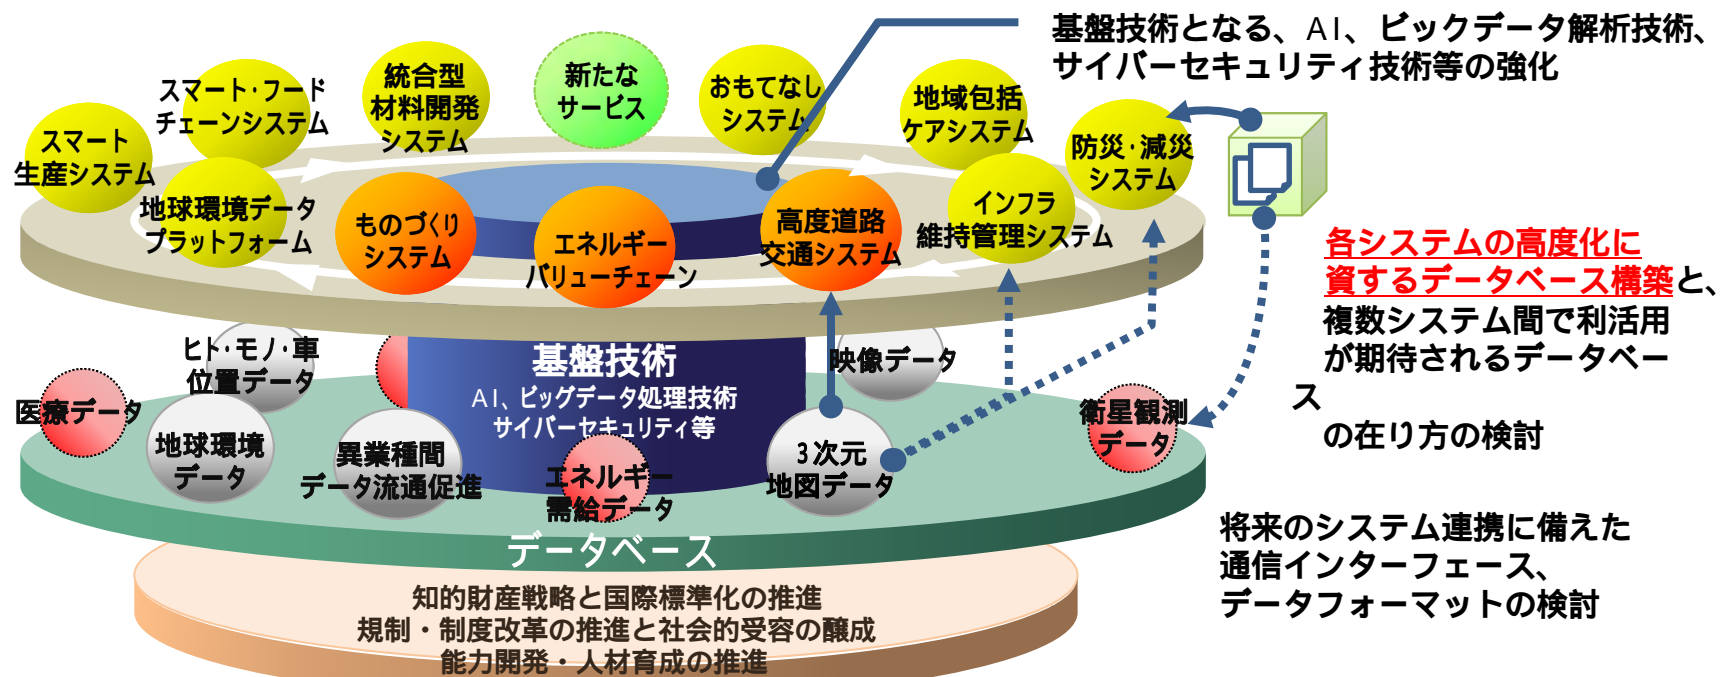 基盤技術となる、AI、ビックデータ解析技術、
サイバーセキュリティ技術等の強化
スマート・フード
チェーンシステム
統合型
材料開発
システム
新たな
サービス
おもてなし
システム
地域包括
ケアシステム
防災・減災
システム
スマート
生産システム
地球環境データ
プラットフォーム
ものづくり
システム
エネルギー
バリューチェーン
高度道路
交通システム
インフラ
維持管理システム
各システムの高度化に
資するデータベース構築と、
複数システム間で利活用
が期待されるデータベー
ス
の在り方の検討
ヒト・モノ・車
位置データ
基盤技術
AI、ビッグデータ処理技術
サイバーセキュリティ等
映像データ
医療データ
地球環境
データ
異業種間
データ流通促進
エネルギー
需給データ
3次元
地図データ
衛星観測
データ
データベース
将来のシステム連携に備えた
通信インターフェース、
データフォーマットの検討
知的財産戦略と国際標準化の推進
規制・制度改革の推進と社会的受容の醸成
能力開発・人材育成の推進